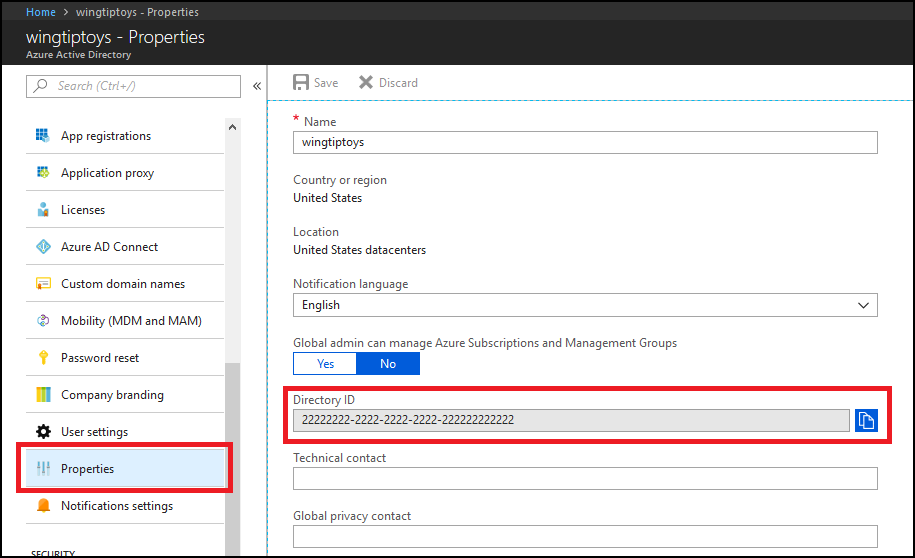 Home > wingtiptoys - Properties
wingtiptoys - Properties
Azure Active Directory
Search (Ctrl+/)
«
App registrations
Application proxy
Licenses
Azure AD Connect
Custom domain names
Mobility (MDM and MAM)
Password reset
Company branding
User settings
Properties
Notifications settings
SECURITY
Save
Discard
* Name
wingtiptoys
Country or region
United States
Location
United States datacenters
Notification language
English
Global admin can manage Azure Subscriptions and Management Groups
Yes No
Directory ID
22222222-2222-2222-2222-222222222222
Technical contact
Global privacy contact